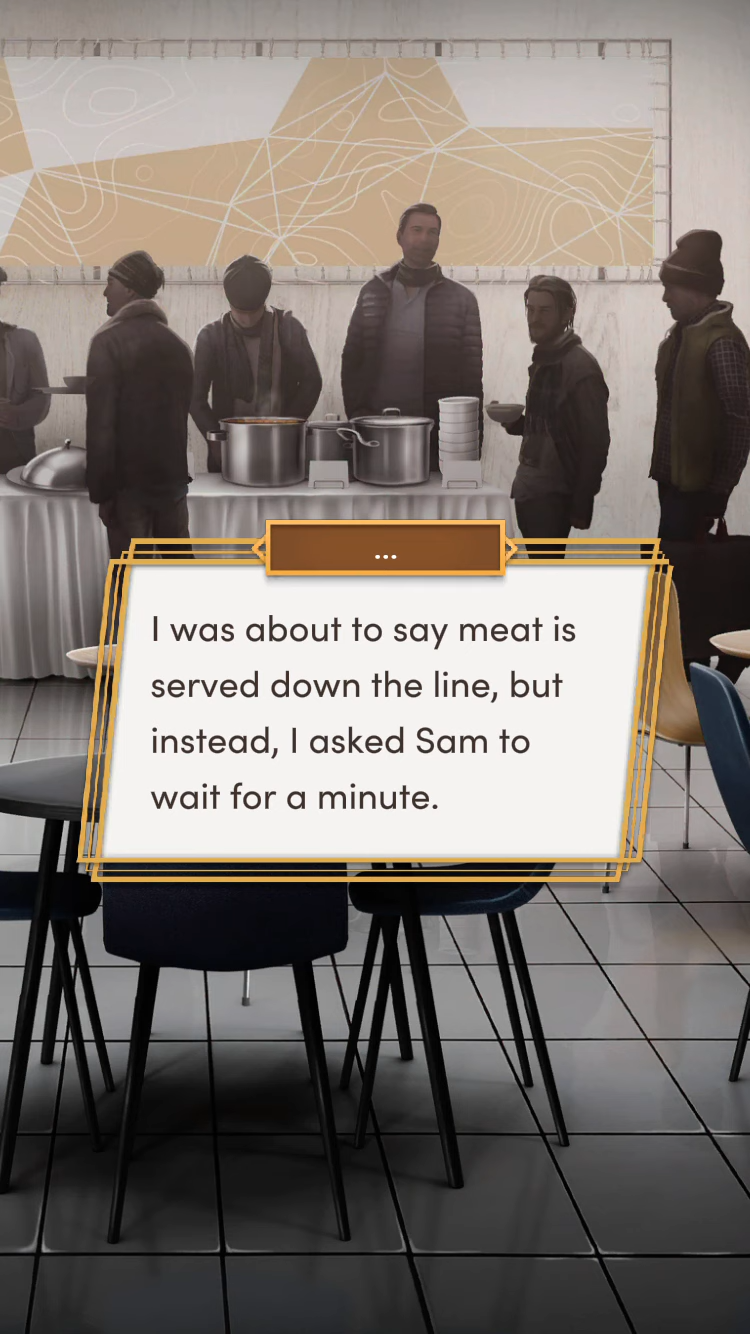 ...
I was about to say meat is
served down the line, but
instead, I asked Sam to
wait for a minute.